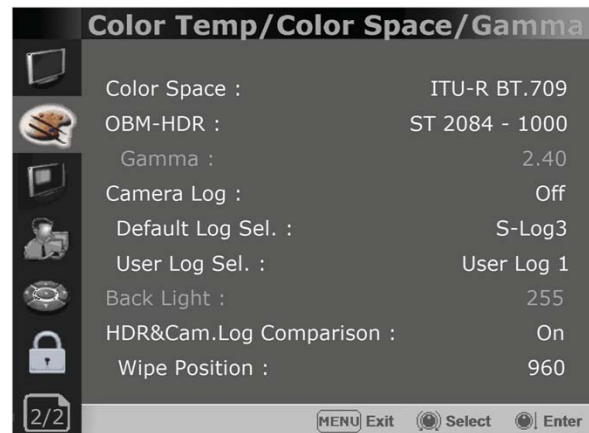 Color Temp/Color Space/Gamma
Color Space : ITU-R BT.709
OBM-HDR : ST 2084 - 1000
Gamma : 2.40
Camera Log : Off
Default Log Sel. : S-Log3
User Log Sel. : User Log 1
Back Light : 255
HDR&Cam.Log Comparison : On
Wipe Position : 960
2/2 MENU Exit Select Enter